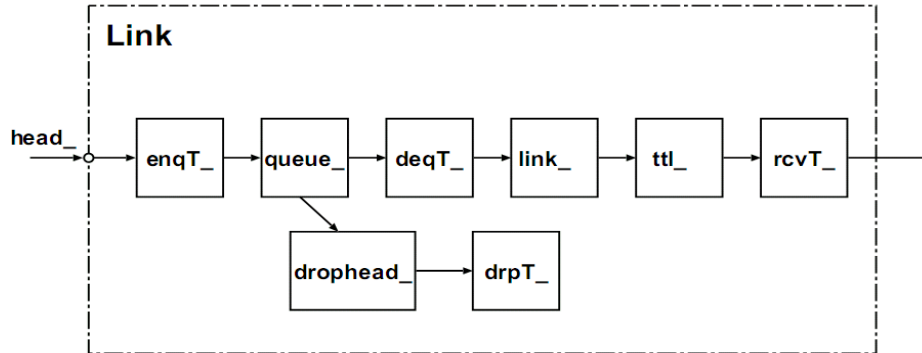 Link
head_
enqT_ queue_ deqT_ link_ ttl_ rcvT_
drophead_ drpT_